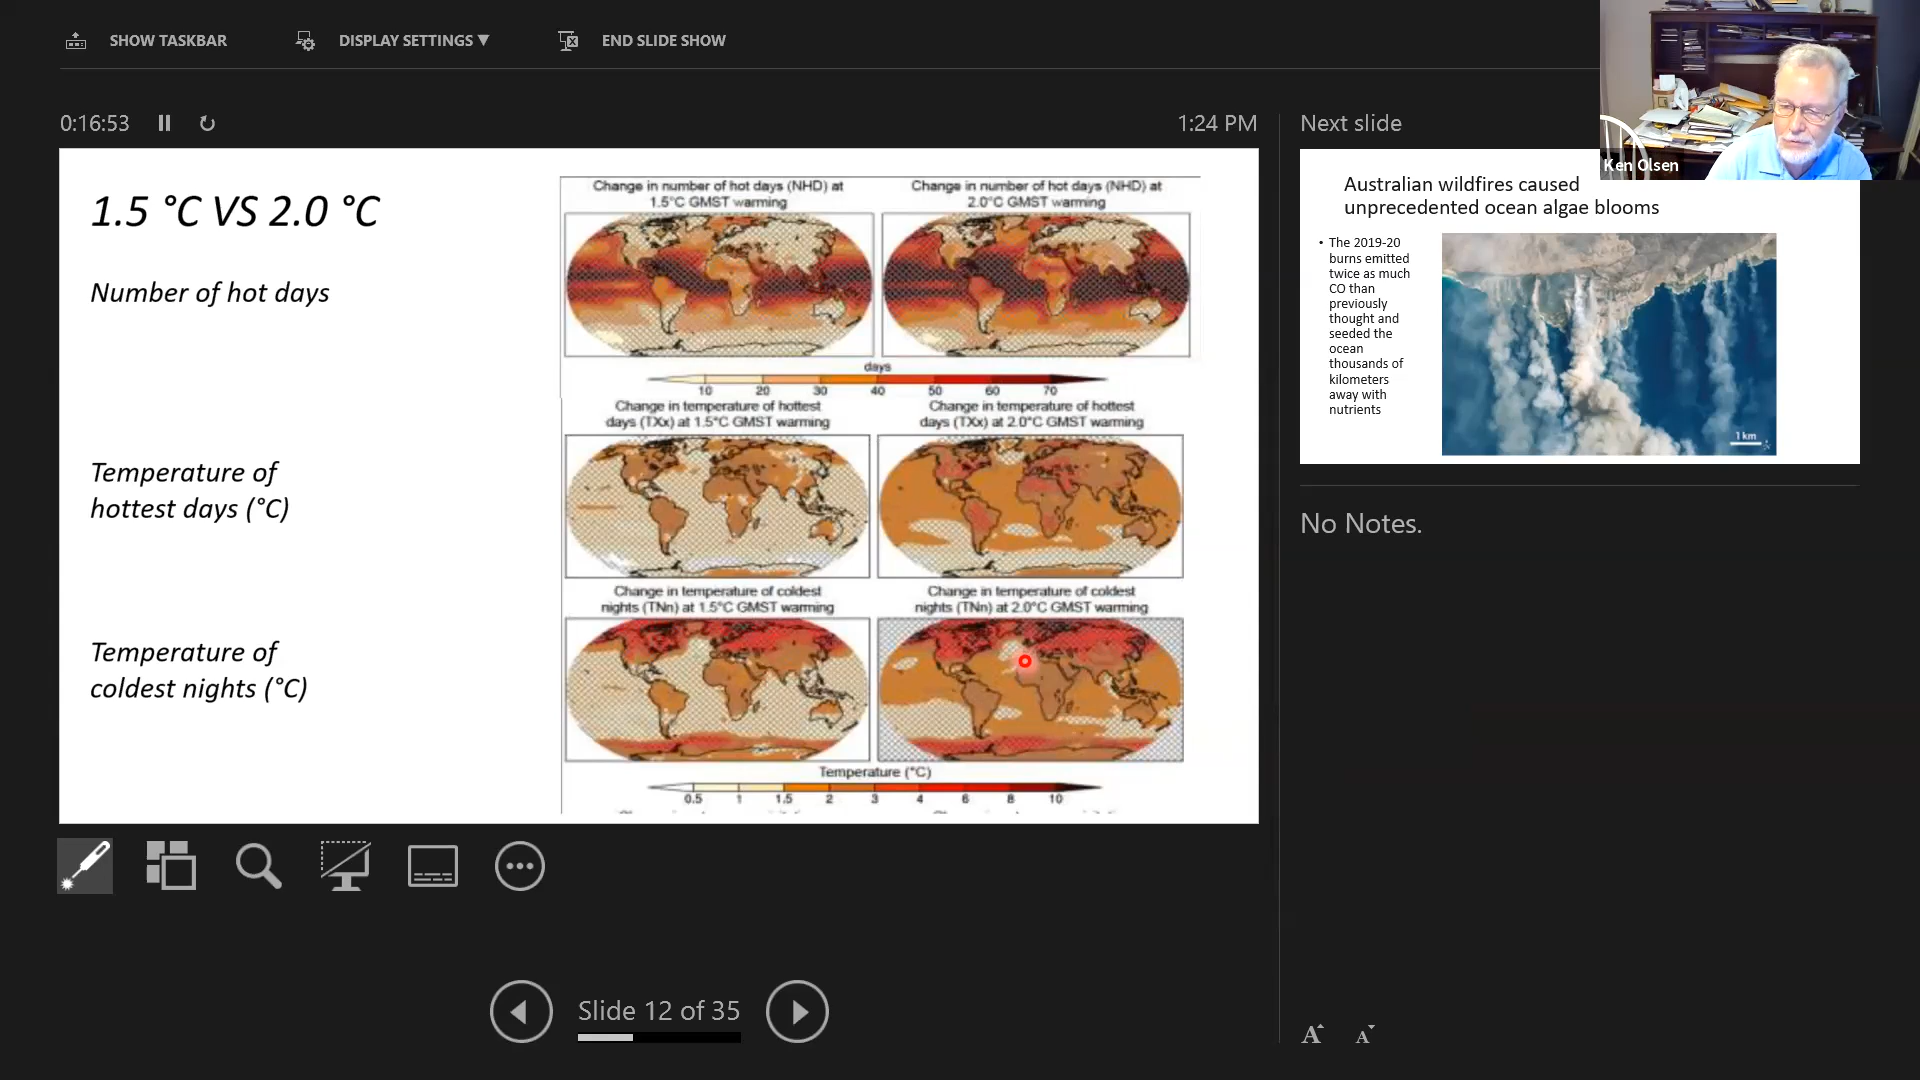 SHOW TASKBAR
DISPLAY SETTINGS ▼
END SLIDE SHOW
0:16:53
1:24 PM
Next slide
Ken Olsen
1.5 °C VS 2.0 °C
Number of hot days
Temperature of
hottest days (°C)
Temperature of
coldest nights (°C)
Change in number of hot days (NHD) at
1.5°C GMST warming
Change in number of hot days (NHD) at
2.0°C GMST warming
days
10 20 30 40 50 60 70
Change in temperature of hottest
days (TXx) at 1.5°C GMST warming
Change in temperature of hottest
days (TXx) at 2.0°C GMST warming
Change in temperature of coldest
nights (TNn) at 1.5°C GMST warming
Change in temperature of coldest
nights (TNn) at 2.0°C GMST warming
Temperature (°C)
0.5 1 1.5 2 3 4 6 8 10
Australian wildfires caused
unprecedented ocean algae blooms
• The 2019-20
burns emitted
twice as much
CO than
previously
thought and
seeded the
ocean
thousands of
kilometers
away with
nutrients
1 km
No Notes.
Slide 12 of 35
A A